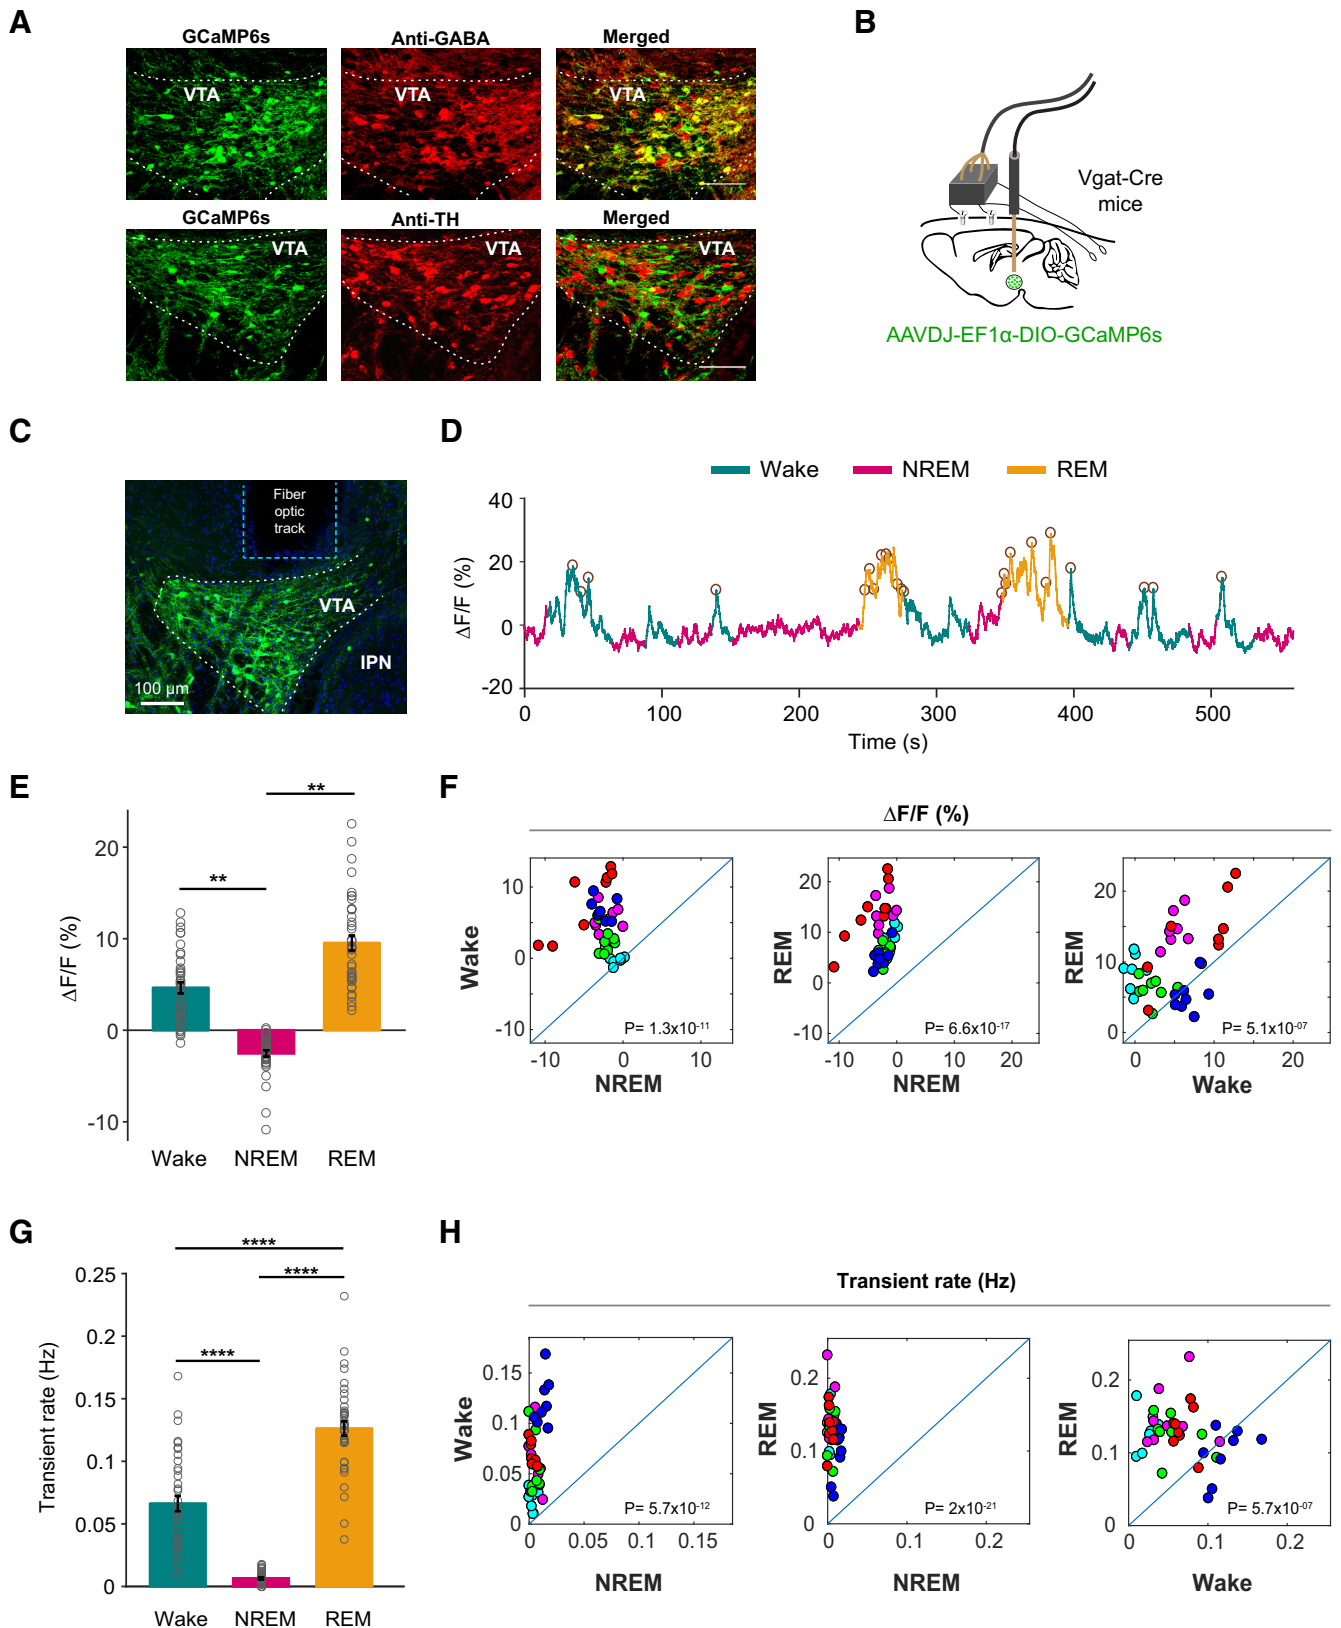 A
GCaMP6s
Anti-GABA
Merged
VTA
VTA
VTA
GCaMP6s
Anti-TH
Merged
VTA
VTA
VTA
B
Vgat-Cre
mice
AAVDJ-EF1α-DIO-GCaMP6s
C
Fiber
optic
track
VTA
IPN
100 µm
D
Wake NREM REM
40
20
0
-20
ΔF/F (%)
0 100 200 300 400 500
Time (s)
E
**
**
20
10
0
-10
ΔF/F (%)
Wake NREM REM
F
ΔF/F (%)
10
0
-10
Wake
P= 1.3x10-11
-10 0 10
NREM
20
10
0
-10
REM
P= 6.6x10-17
-10 0 10 20
NREM
20
10
0
REM
P= 5.1x10-07
0 10 20
Wake
G
****
****
****
0.25
0.2
0.15
0.1
0.05
0
Transient rate (Hz)
Wake NREM REM
H
Transient rate (Hz)
0.15
0.1
0.05
0
Wake
P= 5.7x10-12
0 0.05 0.1 0.15
NREM
0.2
0.1
0
REM
P= 2x10-21
0 0.1 0.2
NREM
0.2
0.1
0
REM
P= 5.7x10-07
0 0.1 0.2
Wake